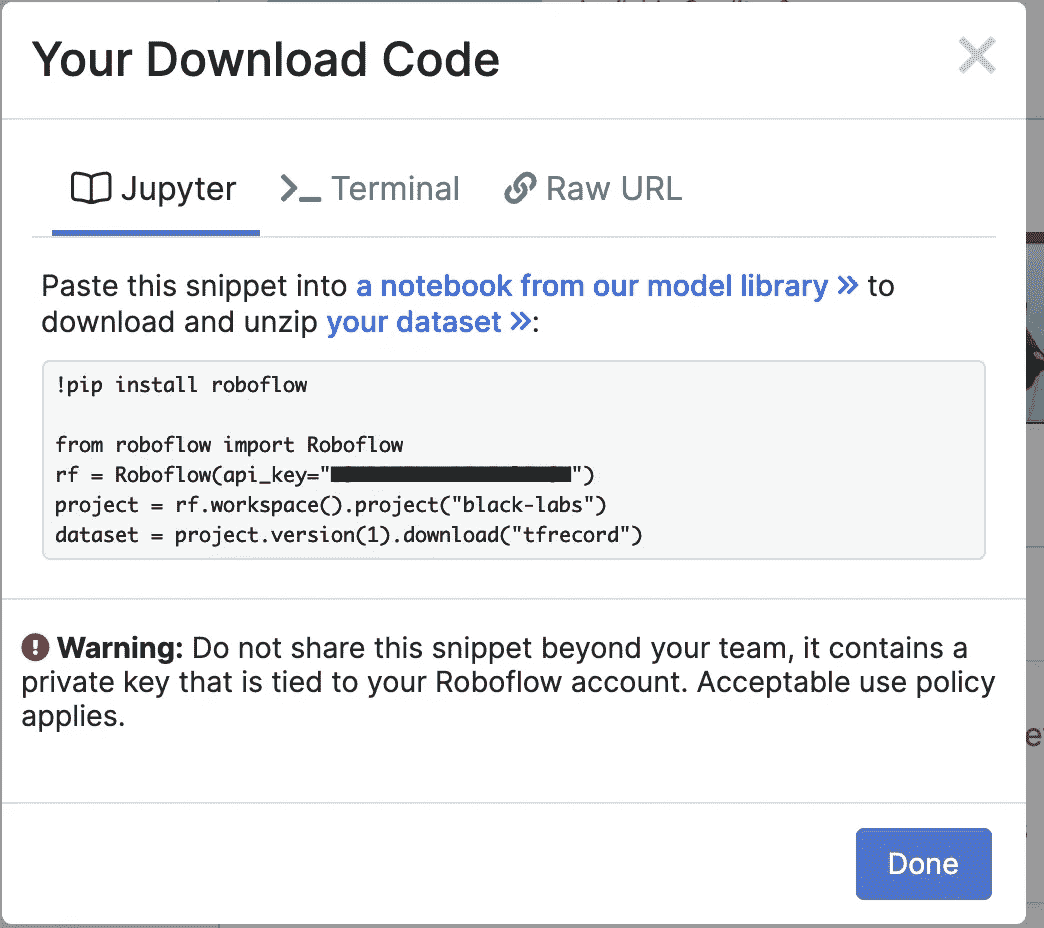 Your Download Code
Jupyter
Terminal
Raw URL
Paste this snippet into a notebook from our model library » to
download and unzip your dataset »:
!pip install roboflow
from roboflow import Roboflow
rf = Roboflow(api_key="")
project = rf.workspace().project("black-labs")
dataset = project.version(1).download("tfrecord")
Warning: Do not share this snippet beyond your team, it contains a
private key that is tied to your Roboflow account. Acceptable use policy
applies.
Done